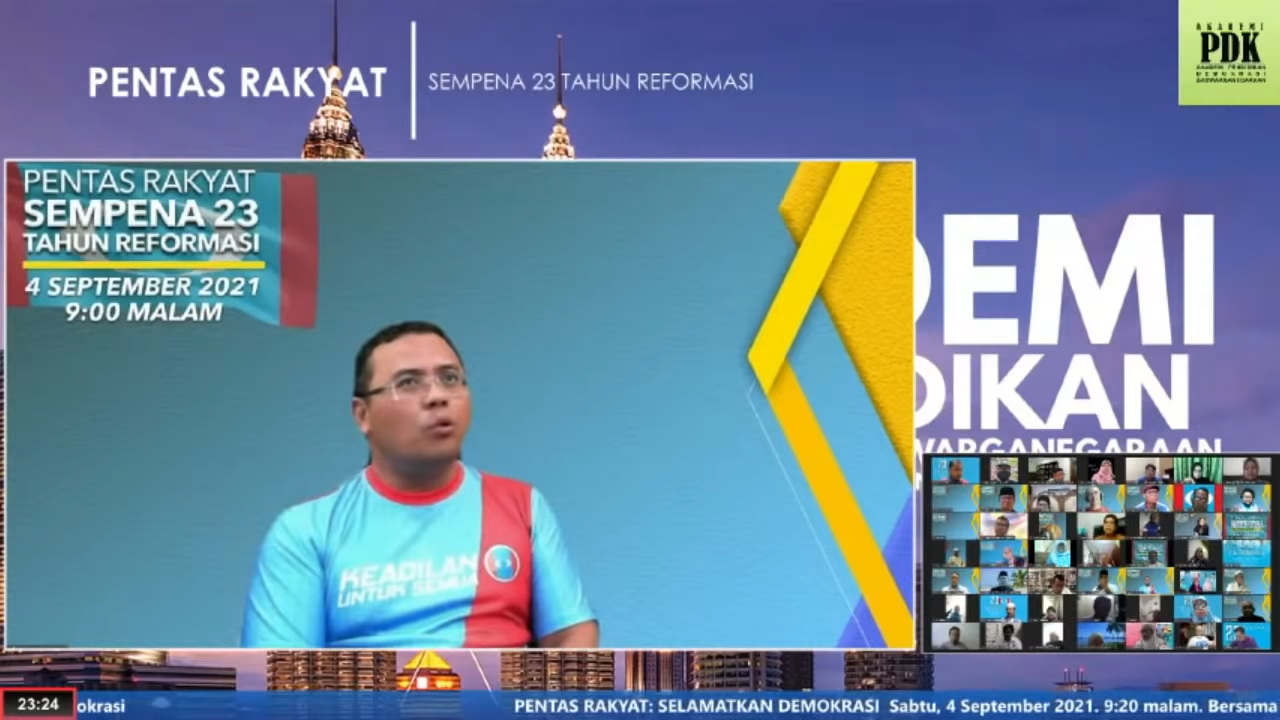 PENTAS RAKYAT
SEMPENA 23 TAHUN REFORMASI
AKADEMI
PDK
PENTAS RAKYAT
SEMPENA 23
TAHUN REFORMASI
4 SEPTEMBER 2021
9:00 MALAM
DEMI
DIKAN
WARGANEGARAAN
KEADILAN
UNTUK SEMUA
23:24
okrasi
PENTAS RAKYAT: SELAMATKAN DEMOKRASI Sabtu, 4 September 2021. 9:20 malam. Bersama